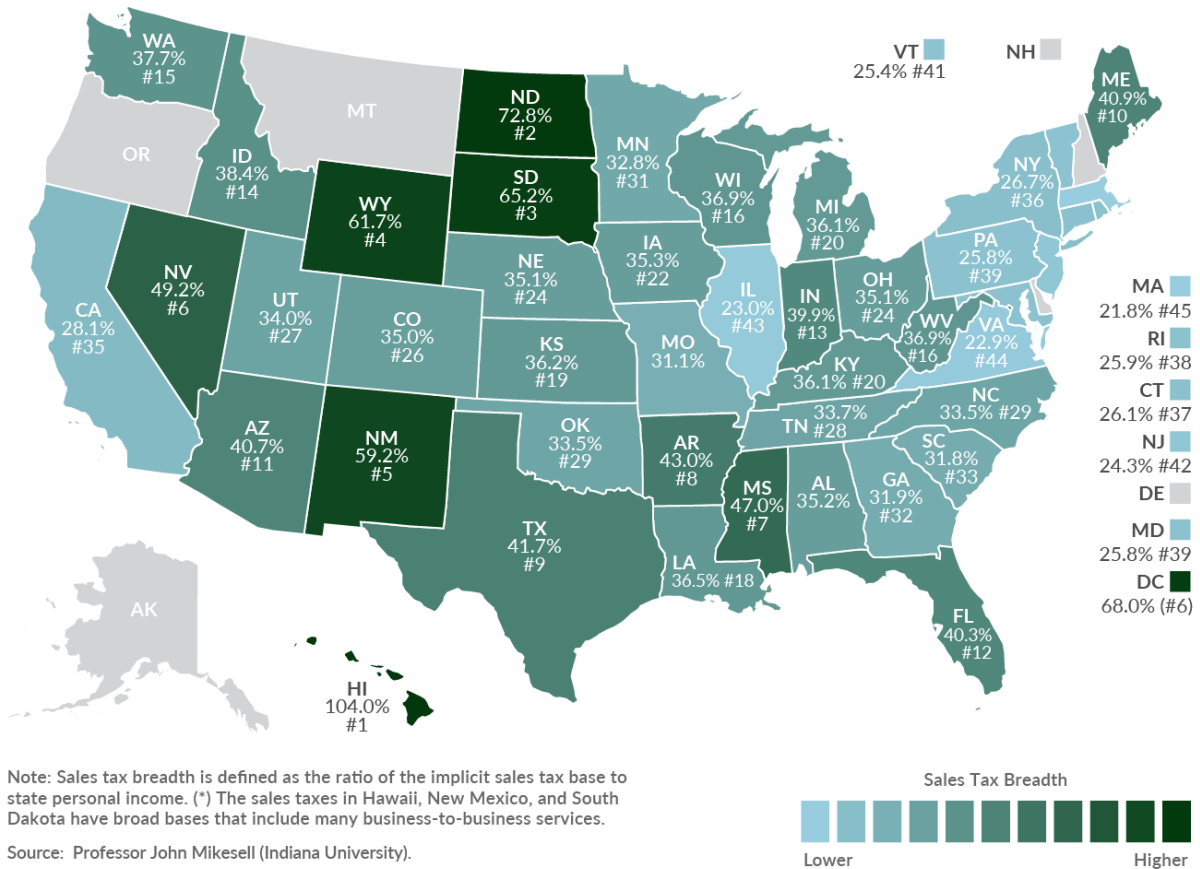 WA
37.7%
#15
VT
25.4% #41
NH
ME
40.9%
#10
MT
ND
72.8%
#2
MN
32.8%
#31
OR
ID
38.4%
#14
WY
61.7%
#4
SD
65.2%
#3
WI
36.9%
#16
MI
36.1%
#20
NY
26.7%
#36
PA
25.8%
#39
NV
49.2%
#6
UT
34.0%
#27
CA
28.1%
#35
NE
35.1%
#24
IA
35.3%
#22
IL
23.0%
#43
IN
39.9%
#13
OH
35.1%
#24
WV
36.9%
#16
VA
22.9%
#44
CO
35.0%
#26
KS
36.2%
#19
MO
31.1%
KY
36.1% #20
NC
33.5% #29
TN
33.7%
#28
SC
31.8%
#33
AZ
40.7%
#11
NM
59.2%
#5
OK
33.5%
#29
AR
43.0%
#8
MS
47.0%
#7
AL
35.2%
GA
31.9%
#32
TX
41.7%
#9
LA
36.5% #18
FL
40.3%
#12
MA
21.8% #45
RI
25.9% #38
CT
26.1% #37
NJ
24.3% #42
DE
MD
25.8% #39
DC
68.0% (#6)
AK
HI
104.0%
#1
Note: Sales tax breadth is defined as the ratio of the implicit sales tax base to
state personal income. (*) The sales taxes in Hawaii, New Mexico, and South
Dakota have broad bases that include many business-to-business services.
Source: Professor John Mikesell (Indiana University).
Sales Tax Breadth
Lower
Higher